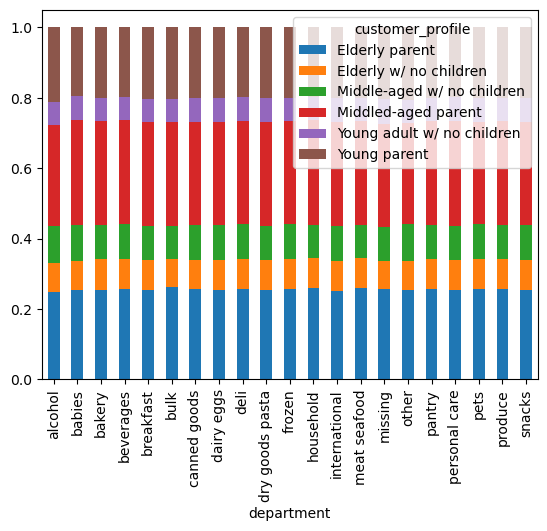 customer_profile
Elderly parent
Elderly w/ no children
Middle-aged w/ no children
Middled-aged parent
Young adult w/ no children
Young parent
1.0
0.8
0.6
0.4
0.2
0.0
alcohol
babies
bakery
beverages
breakfast
bulk
canned goods
dairy eggs
deli
dry goods pasta
frozen
household
international
meat seafood
missing
other
pantry
personal care
pets
produce
snacks
department